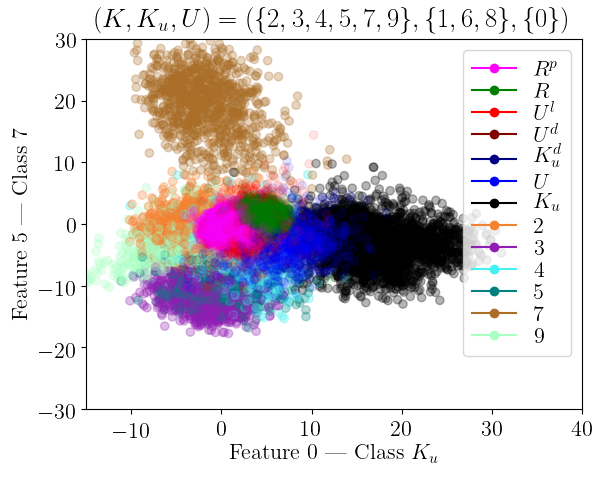 (K, K_u, U) = ({2, 3, 4, 5, 7, 9}, {1, 6, 8}, {0})
30
20
10
0
−10
−20
−30
Feature 5 — Class 7
−10
0
10
20
30
40
Feature 0 — Class K_u
R^p
R
U^l
U^d
K_u^d
U
K_u
2
3
4
5
7
9